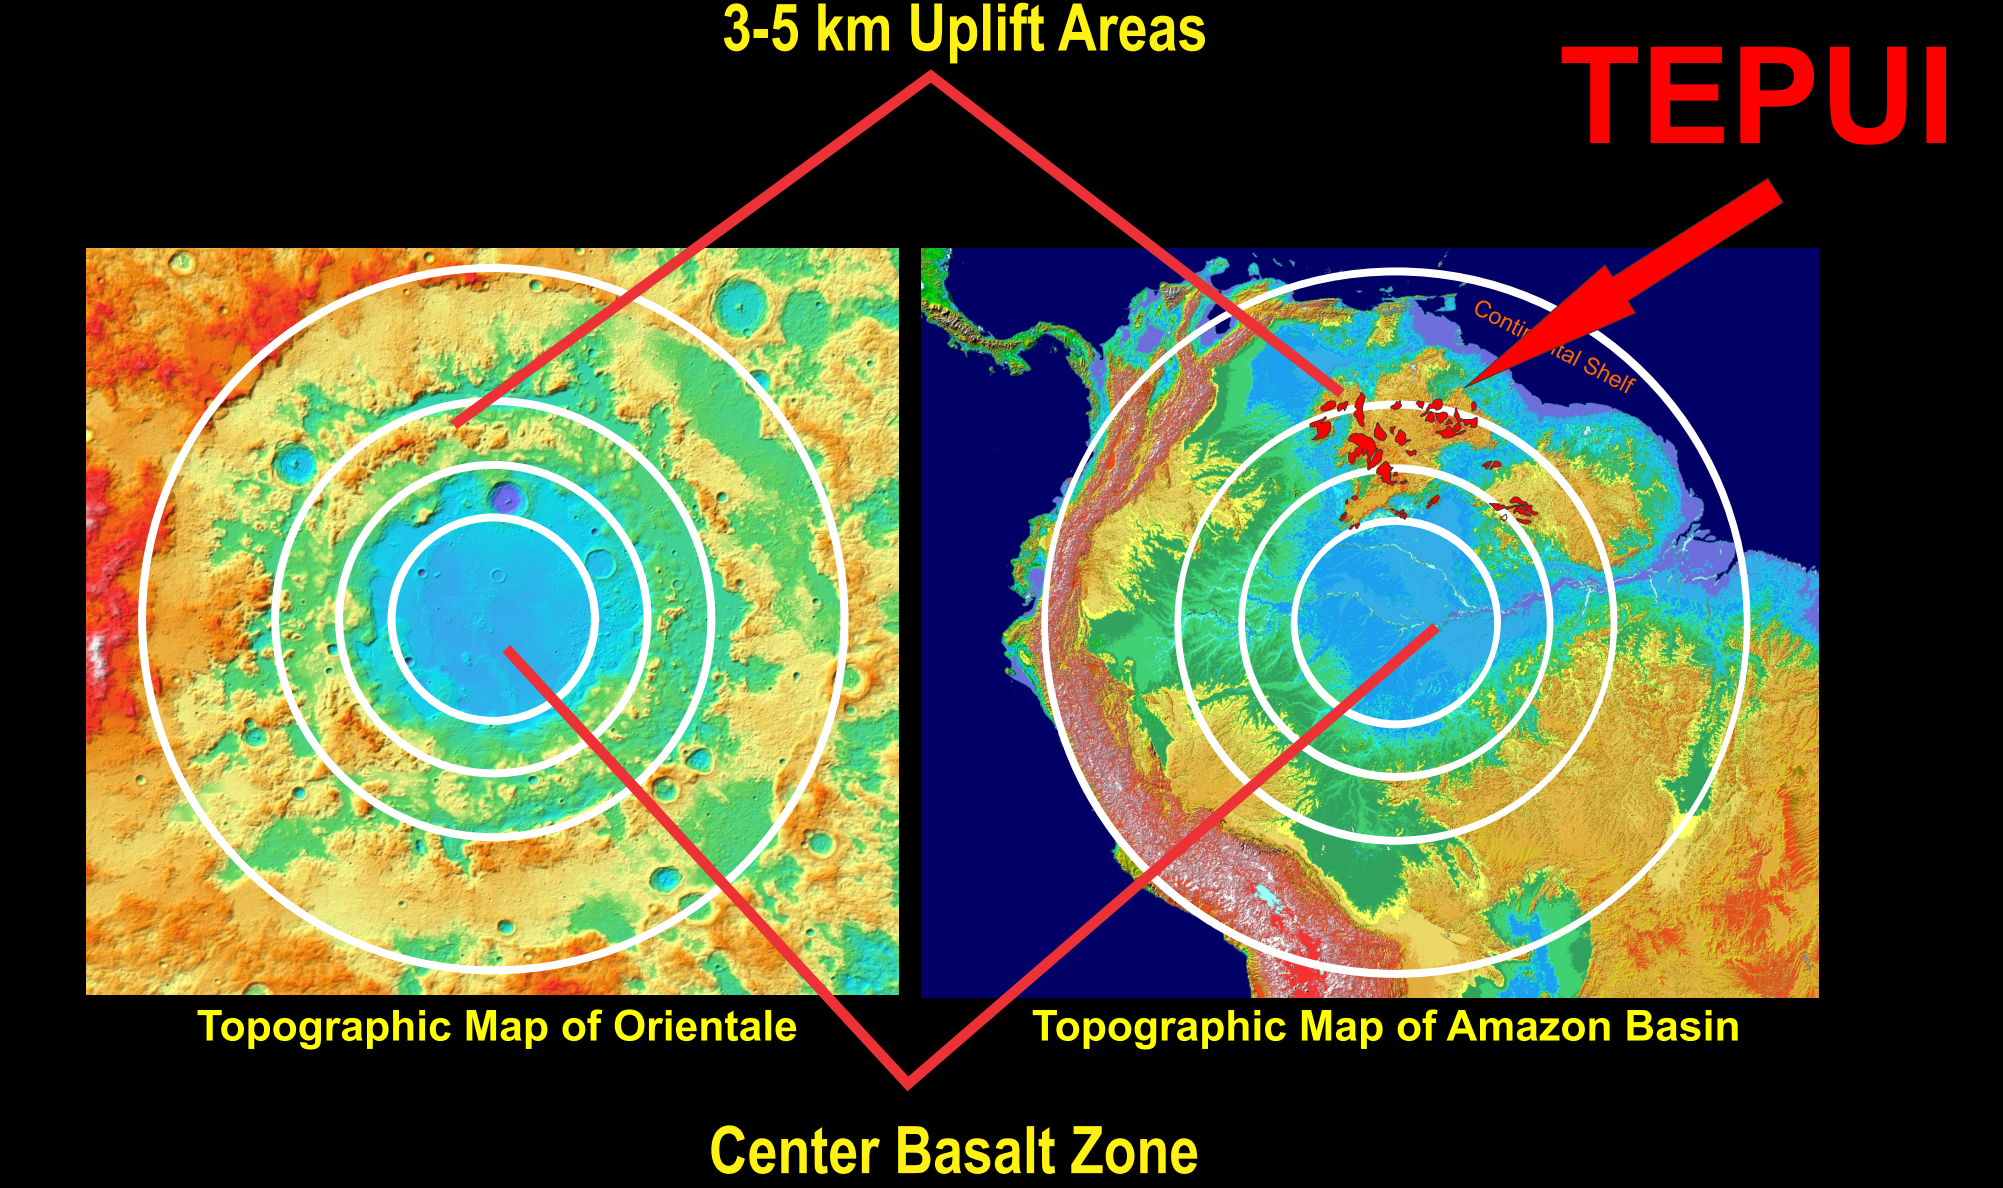 3-5 km Uplift Areas
TEPUI
Continental Shelf
Topographic Map of Orientale
Topographic Map of Amazon Basin
Center Basalt Zone